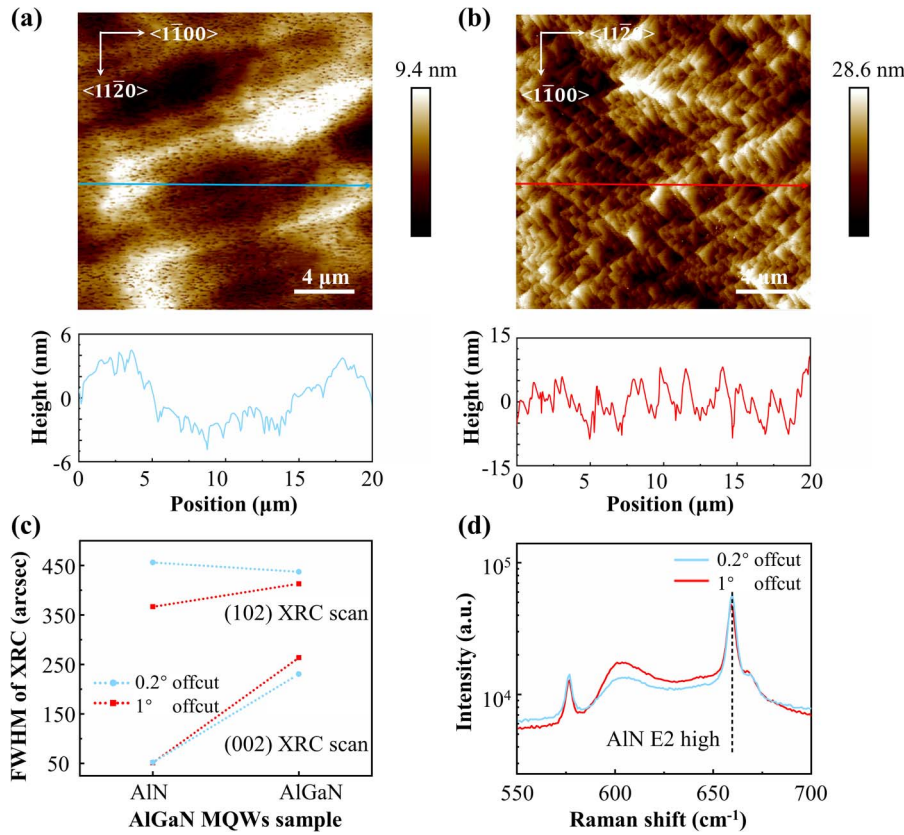 (a)
<11̅00>
<112̅0>
4 μm
9.4 nm
(b)
<112̅0>
<11̅00>
4 μm
28.6 nm
Height (nm)
6
0
-6
0
5
10
15
20
Position (μm)
Height (nm)
15
0
-15
0
5
10
15
20
Position (μm)
(c)
FWHM of XRC (arcsec)
450
350
250
150
50
(102) XRC scan
0.2° offcut
1° offcut
(002) XRC scan
AlN
AlGaN
AlGaN MQWs sample
(d)
Intensity (a.u.)
10⁵
10⁴
0.2° offcut
1° offcut
AlN E2 high
550
600
650
700
Raman shift (cm⁻¹)